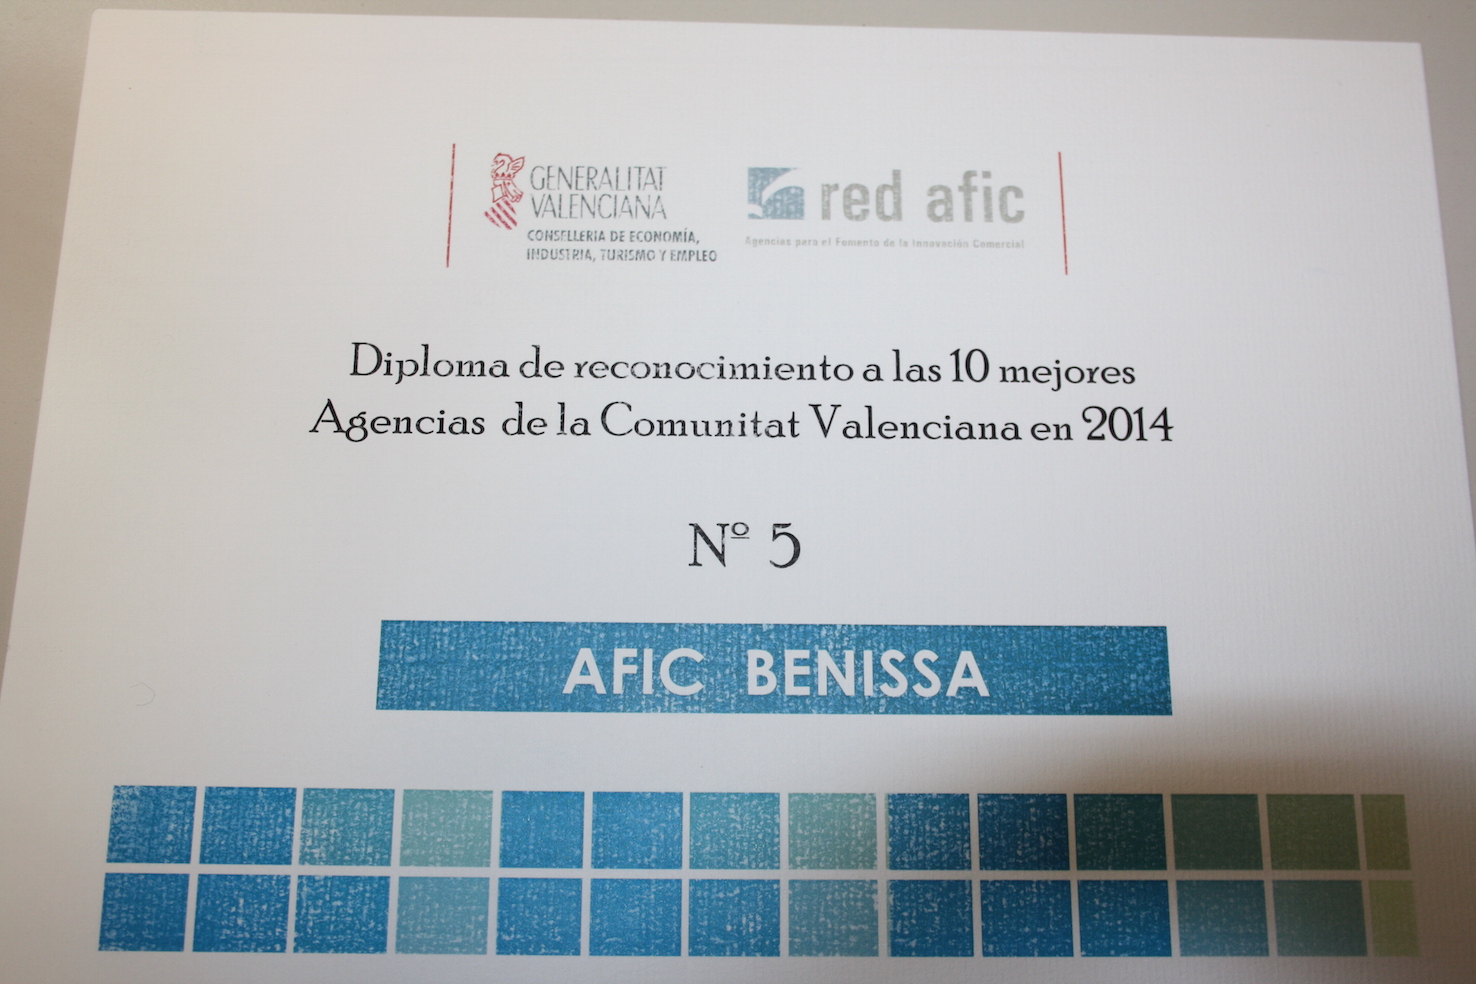 GENERALITAT
VALENCIANA
CONSELLERIA DE ECONOMÍA,
INDUSTRIA, TURISMO Y EMPLEO
red afic
Agencias para el Fomento de la Innovación Comercial
Diploma de reconocimiento a las 10 mejores
Agencias de la Comunitat Valenciana en 2014
Nº 5
AFIC BENISSA